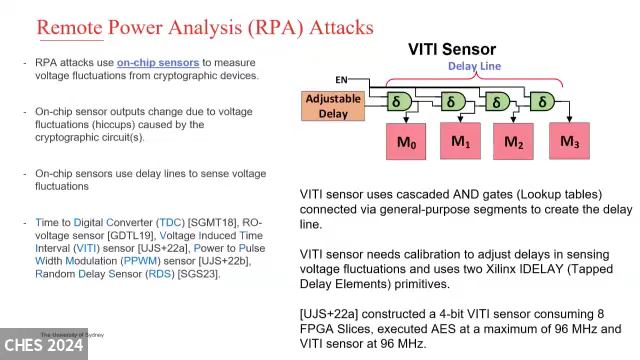 Remote Power Analysis (RPA) Attacks
- RPA attacks use on-chip sensors to measure
voltage fluctuations from cryptographic devices.
- On-chip sensor outputs change due to voltage
fluctuations (hiccups) caused by the
cryptographic circuit(s).
- On-chip sensors use delay lines to sense voltage
fluctuations
- Time to Digital Converter (TDC) [SGMT18], RO-
voltage sensor [GDTL19], Voltage Induced Time
Interval (VITI) sensor [UJS+22a], Power to Pulse
Width Modulation (PPWM) sensor [UJS+22b],
Random Delay Sensor (RDS) [SGS23].
VITI Sensor
Delay Line
EN
Adjustable
Delay
δ δ δ δ
M0 M1 M2 M3
VITI sensor uses cascaded AND gates (Lookup tables)
connected via general-purpose segments to create the delay
line.
VITI sensor needs calibration to adjust delays in sensing
voltage fluctuations and uses two Xilinx IDELAY (Tapped
Delay Elements) primitives.
[UJS+22a] constructed a 4-bit VITI sensor consuming 8
FPGA Slices, executed AES at a maximum of 96 MHz and
VITI sensor at 96 MHz.
The University of Sydney
CHES 2024